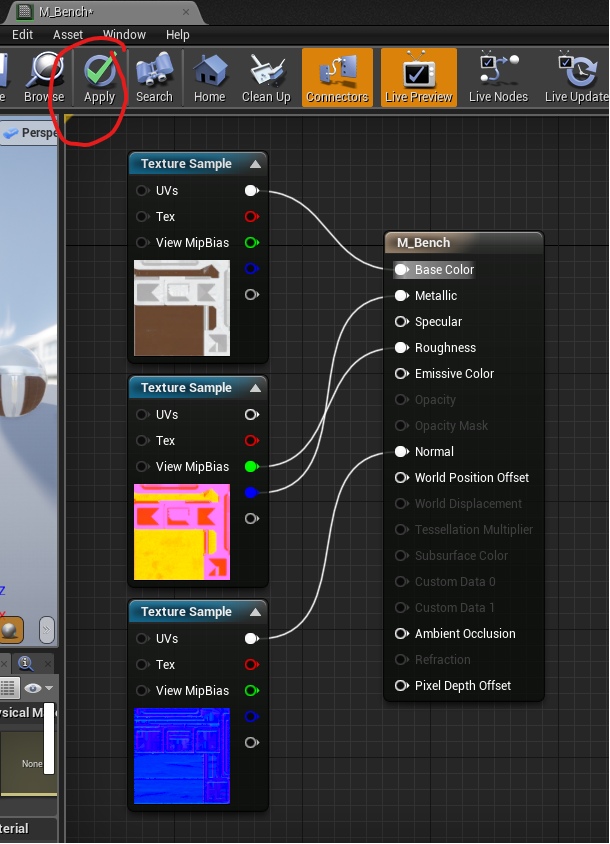 M_Bench*
Edit Asset Window Help
Browse Apply Search Home Clean Up Connectors Live Preview Live Nodes Live Update
Perspe
Texture Sample
UVs
Tex
View MipBias
M_Bench
Base Color
Metallic
Specular
Roughness
Emissive Color
Opacity
Opacity Mask
Normal
World Position Offset
World Displacement
Tessellation Multiplier
Subsurface Color
Custom Data 0
Custom Data 1
Ambient Occlusion
Refraction
Pixel Depth Offset
Texture Sample
UVs
Tex
View MipBias
Texture Sample
UVs
Tex
View MipBias
Z
X
ysical M
None
terial